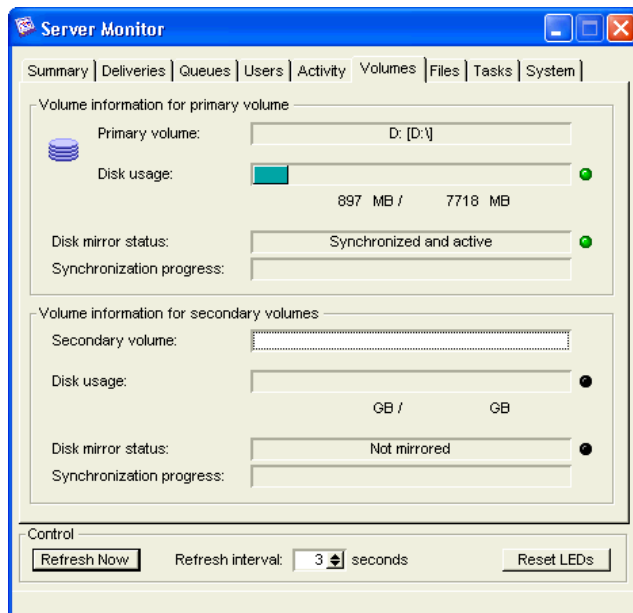 Server Monitor
Summary Deliveries Queues Users Activity Volumes Files Tasks System
Volume information for primary volume
Primary volume: D: [D:\]
Disk usage:
897 MB / 7718 MB
Disk mirror status: Synchronized and active
Synchronization progress:
Volume information for secondary volumes
Secondary volume:
Disk usage:
GB / GB
Disk mirror status: Not mirrored
Synchronization progress:
Control
Refresh Now Refresh interval: 3 seconds Reset LEDs